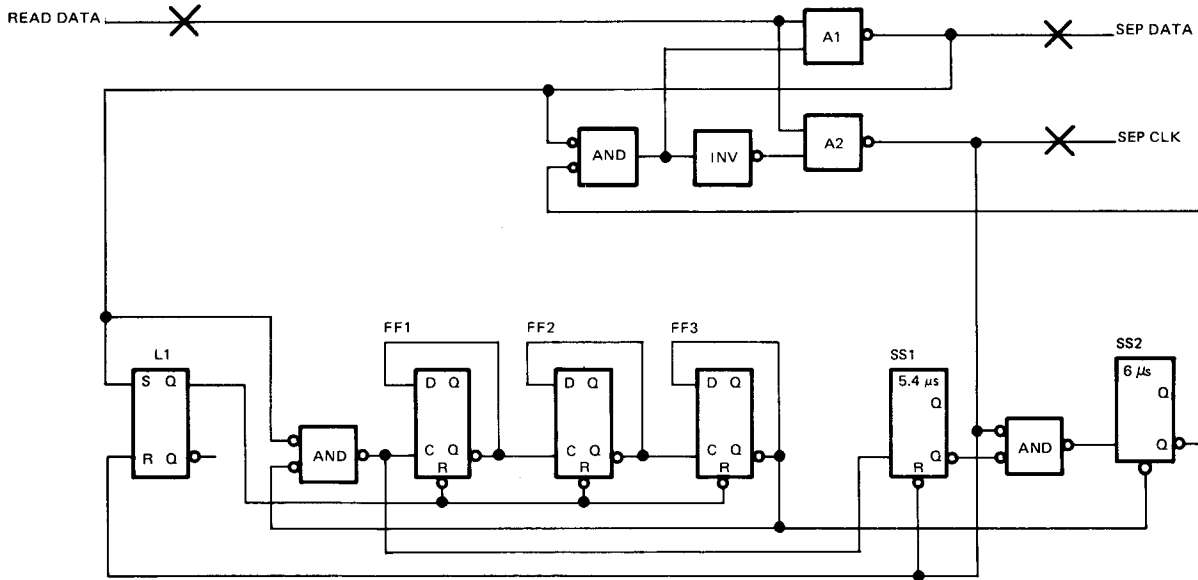 READ DATA
A1
SEP DATA
AND
INV
A2
SEP CLK
L1
S Q
R Q
AND
FF1
D Q
C Q
R
FF2
D Q
C Q
R
FF3
D Q
C Q
R
SS1
5.4 μs
Q
Q
R
AND
SS2
6 μs
Q
Q